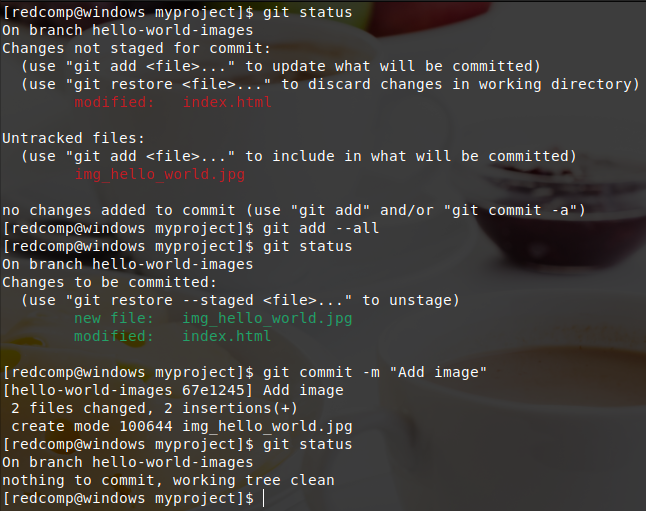 [redcomp@windows myproject]$ git status
On branch hello-world-images
Changes not staged for commit:
  (use "git add <file>..." to update what will be committed)
  (use "git restore <file>..." to discard changes in working directory)
        modified:   index.html

Untracked files:
  (use "git add <file>..." to include in what will be committed)
        img_hello_world.jpg

no changes added to commit (use "git add" and/or "git commit -a")
[redcomp@windows myproject]$ git add --all
[redcomp@windows myproject]$ git status
On branch hello-world-images
Changes to be committed:
  (use "git restore --staged <file>..." to unstage)
        new file:   img_hello_world.jpg
        modified:   index.html

[redcomp@windows myproject]$ git commit -m "Add image"
[hello-world-images 67e1245] Add image
 2 files changed, 2 insertions(+)
 create mode 100644 img_hello_world.jpg
[redcomp@windows myproject]$ git status
On branch hello-world-images
nothing to commit, working tree clean
[redcomp@windows myproject]$